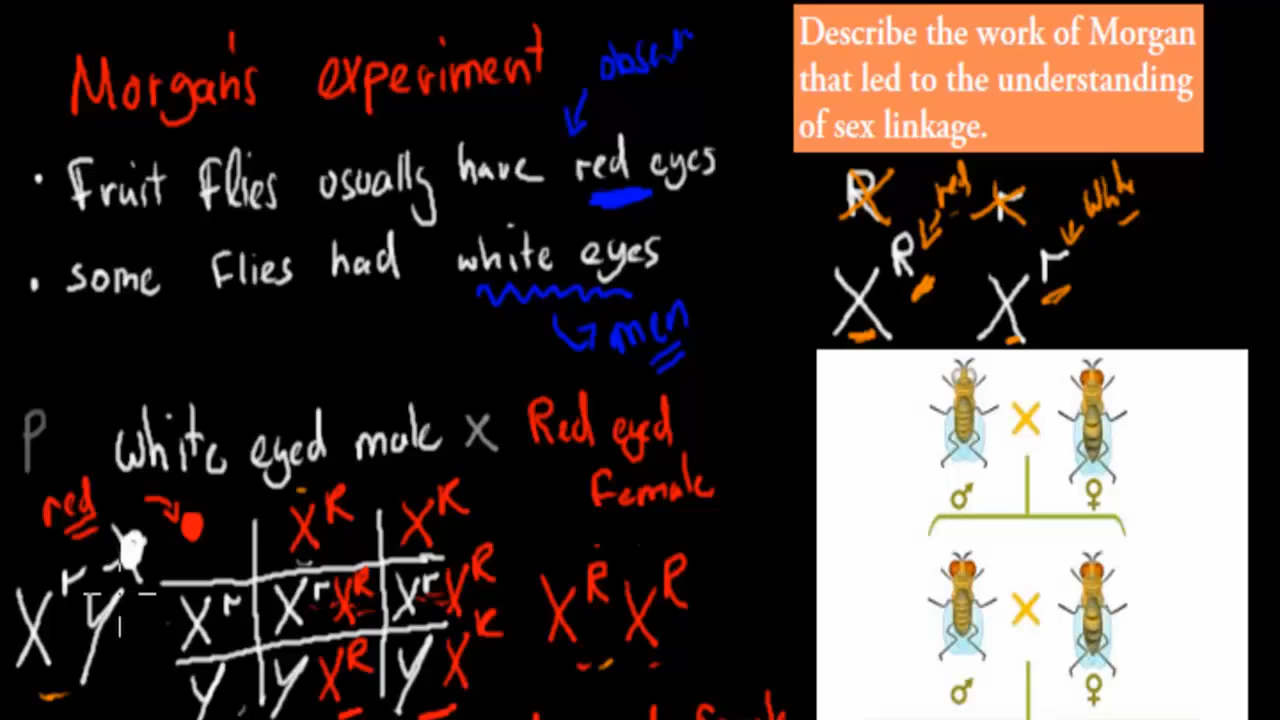 Morgan's experiment
obser
Describe the work of Morgan
that led to the understanding
of sex linkage.
• Fruit Flies usually have red eyes
• some Flies had white eyes
men
R r
red white
X^R X^r
P White eyed male x Red eyed
Female
red
X^R X^R
X^r Y X^r X^r X^R X^r X^R X^R X^R
Y Y X^R Y X^R